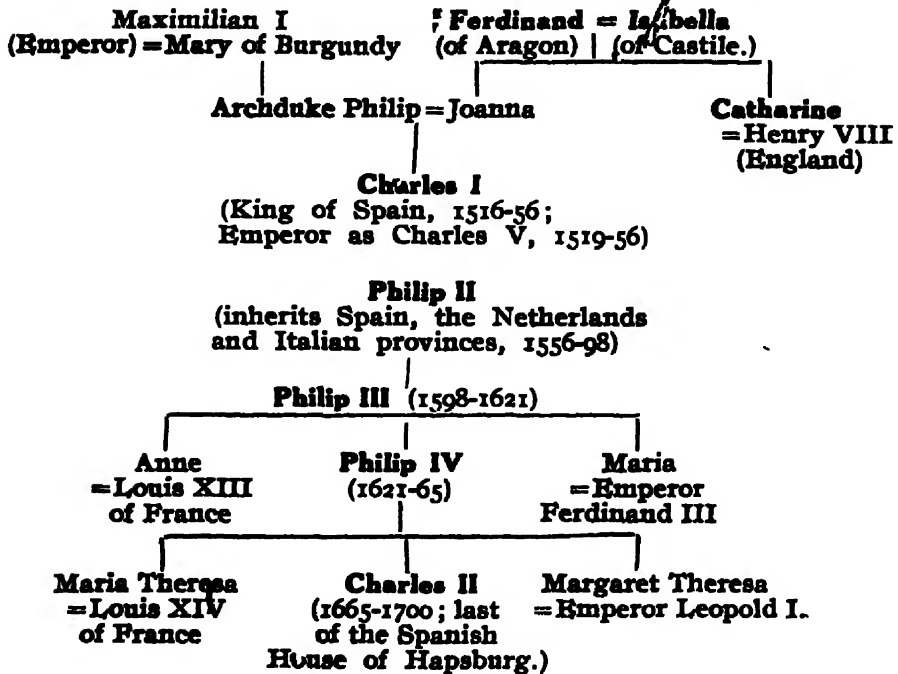 Maximilian I Ferdinand = Isabella
(Emperor) = Mary of Burgundy (of Aragon) (of Castile.)
Archduke Philip = Joanna Catharine
= Henry VIII
(England)
Charles I
(King of Spain, 1516-56;
Emperor as Charles V, 1519-56)
Philip II
(inherits Spain, the Netherlands
and Italian provinces, 1556-98)
Philip III (1598-1621)
Anne Philip IV Maria
= Louis XIII (1621-65) = Emperor
of France Ferdinand III
Maria Theresa Charles II Margaret Theresa
= Louis XIV (1665-1700; last = Emperor Leopold I.
of France of the Spanish
House of Hapsburg.)